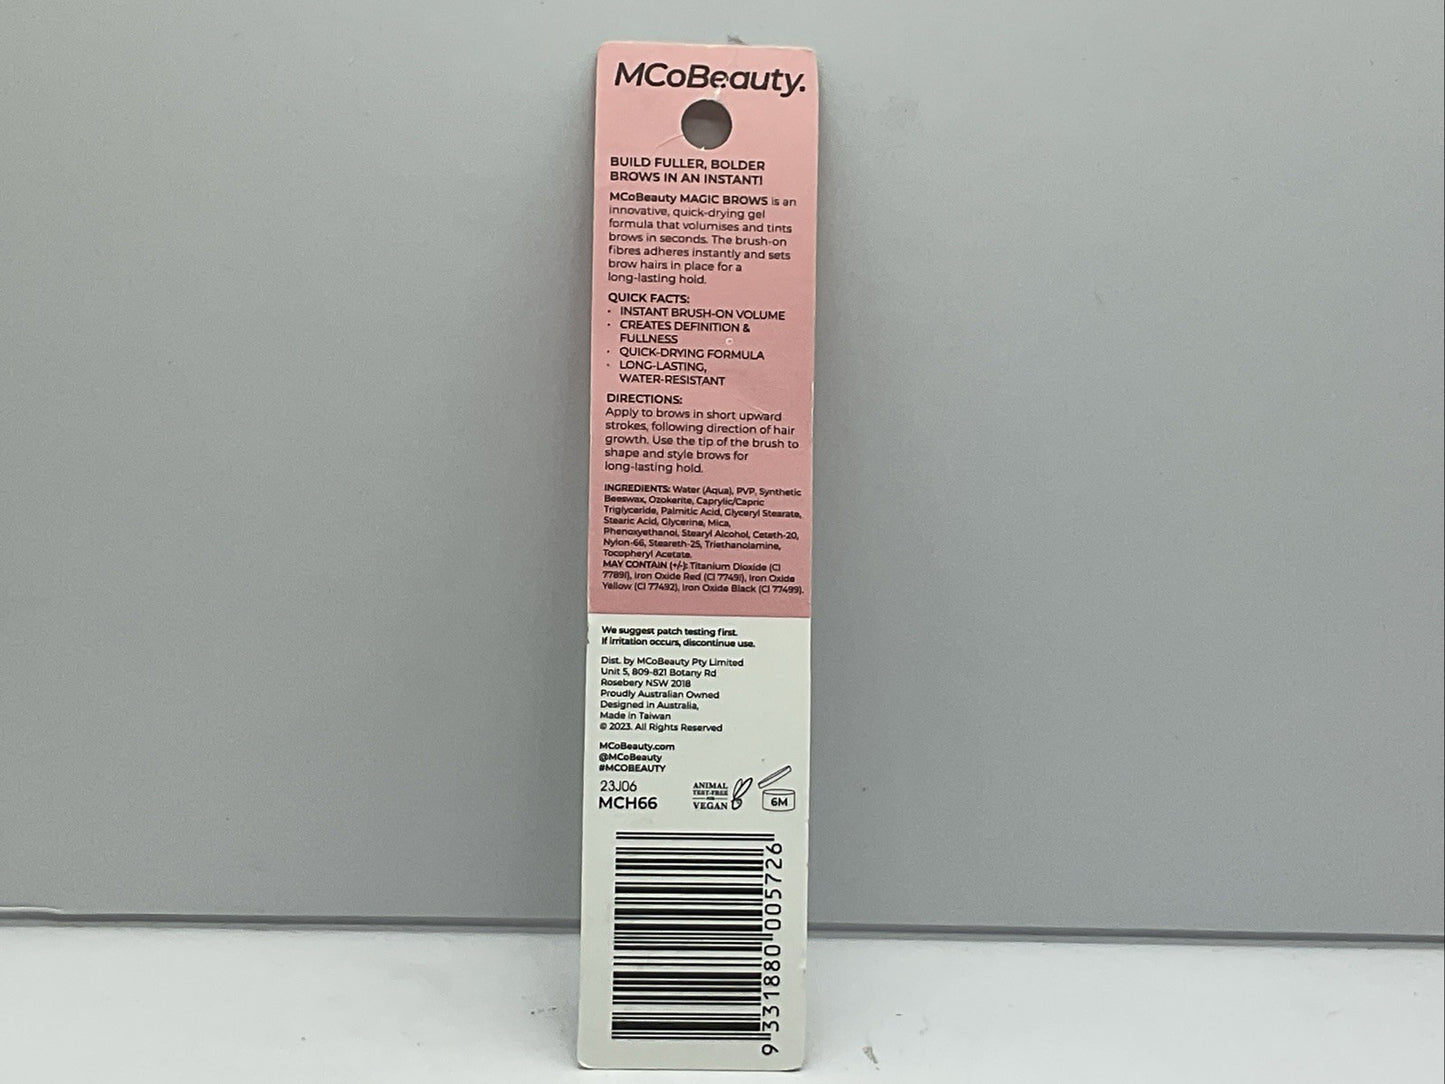 MCoBeauty.
BUILD FULLER, BOLDER
BROWS IN AN INSTANT!
MCoBeauty MAGIC BROWS is an
innovative, quick-drying gel
formula that volumises and tints
brows in seconds. The brush-on
fibres adheres instantly and sets
brow hairs in place for a
long-lasting hold.
QUICK FACTS:
· INSTANT BRUSH-ON VOLUME
· CREATES DEFINITION &
FULLNESS
· QUICK-DRYING FORMULA
· LONG-LASTING,
WATER-RESISTANT
DIRECTIONS:
Apply to brows in short upward
strokes, following direction of hair
growth. Use the tip of the brush to
shape and style brows for
long-lasting hold.
INGREDIENTS: Water (Aqua), PVP, Synthetic
Beeswax, Ozokerite, Caprylic/Capric
Triglyceride, Palmitic Acid, Glyceryl Stearate,
Stearic Acid, Glycerine, Mica,
Phenoxyethanol, Stearyl Alcohol, Ceteth-20,
Nylon-66, Steareth-25, Triethanolamine,
Tocopheryl Acetate.
MAY CONTAIN (+/-): Titanium Dioxide (CI
77891), Iron Oxide Red (CI 77491), Iron Oxide
Yellow (CI 77492), Iron Oxide Black (CI 77499).
We suggest patch testing first.
If irritation occurs, discontinue use.
Dist. by MCoBeauty Pty Limited
Unit 5, 809-821 Botany Rd
Rosebery NSW 2018
Proudly Australian Owned
Designed in Australia,
Made in Taiwan
© 2023. All Rights Reserved
MCoBeauty.com
@MCoBeauty
#MCOBEAUTY
23J06
MCH66
ANIMAL
TEST-FREE
VEGAN
6M
9 331880 005726